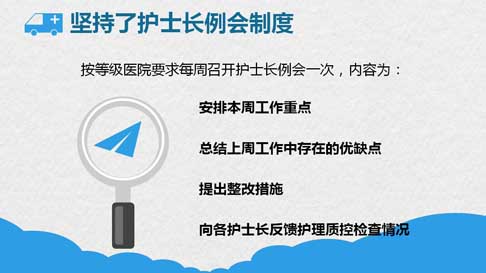 坚持了护士长例会制度
按等级医院要求每周召开护士长例会一次，内容为：
安排本周工作重点
总结上周工作中存在的优缺点
提出整改措施
向各护士长反馈护理质控检查情况